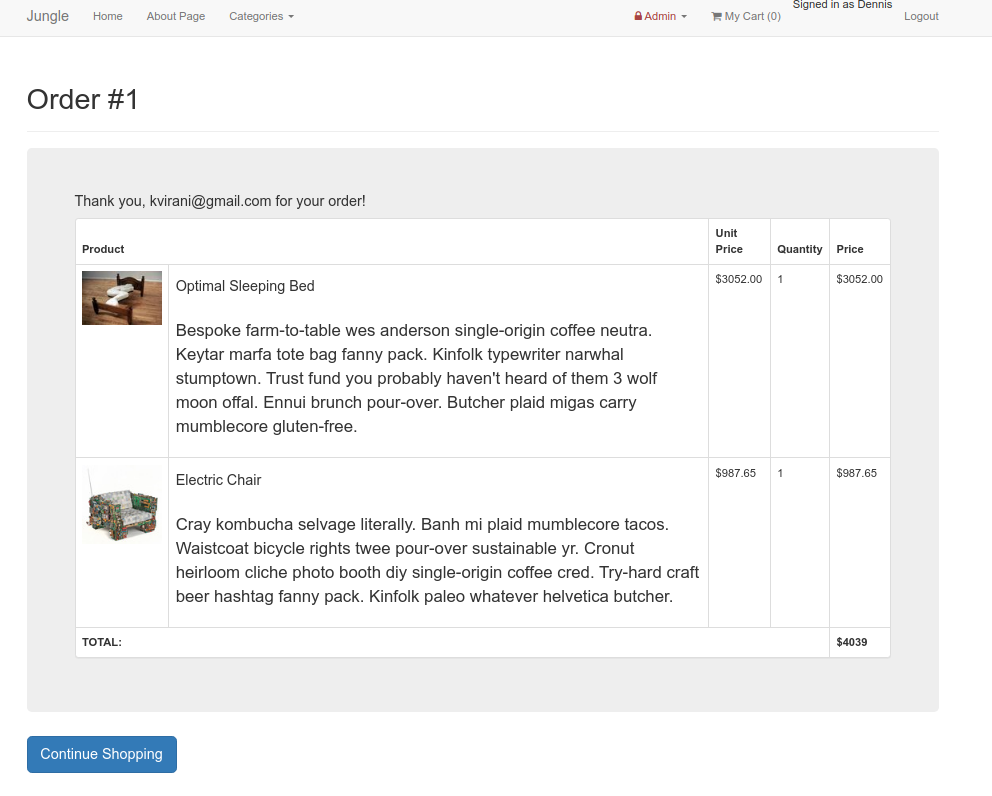 Jungle Home About Page Categories Admin My Cart (0) Signed in as Dennis Logout
Order #1
Thank you, kvirani@gmail.com for your order!
Product Unit Price Quantity Price
Optimal Sleeping Bed $3052.00 1 $3052.00
Bespoke farm-to-table wes anderson single-origin coffee neutra.
Keytar marfa tote bag fanny pack. Kinfolk typewriter narwhal
stumptown. Trust fund you probably haven't heard of them 3 wolf
moon offal. Ennui brunch pour-over. Butcher plaid migas carry
mumblecore gluten-free.
Electric Chair $987.65 1 $987.65
Cray kombucha selvage literally. Banh mi plaid mumblecore tacos.
Waistcoat bicycle rights twee pour-over sustainable yr. Cronut
heirloom cliche photo booth diy single-origin coffee cred. Try-hard craft
beer hashtag fanny pack. Kinfolk paleo whatever helvetica butcher.
TOTAL: $4039
Continue Shopping